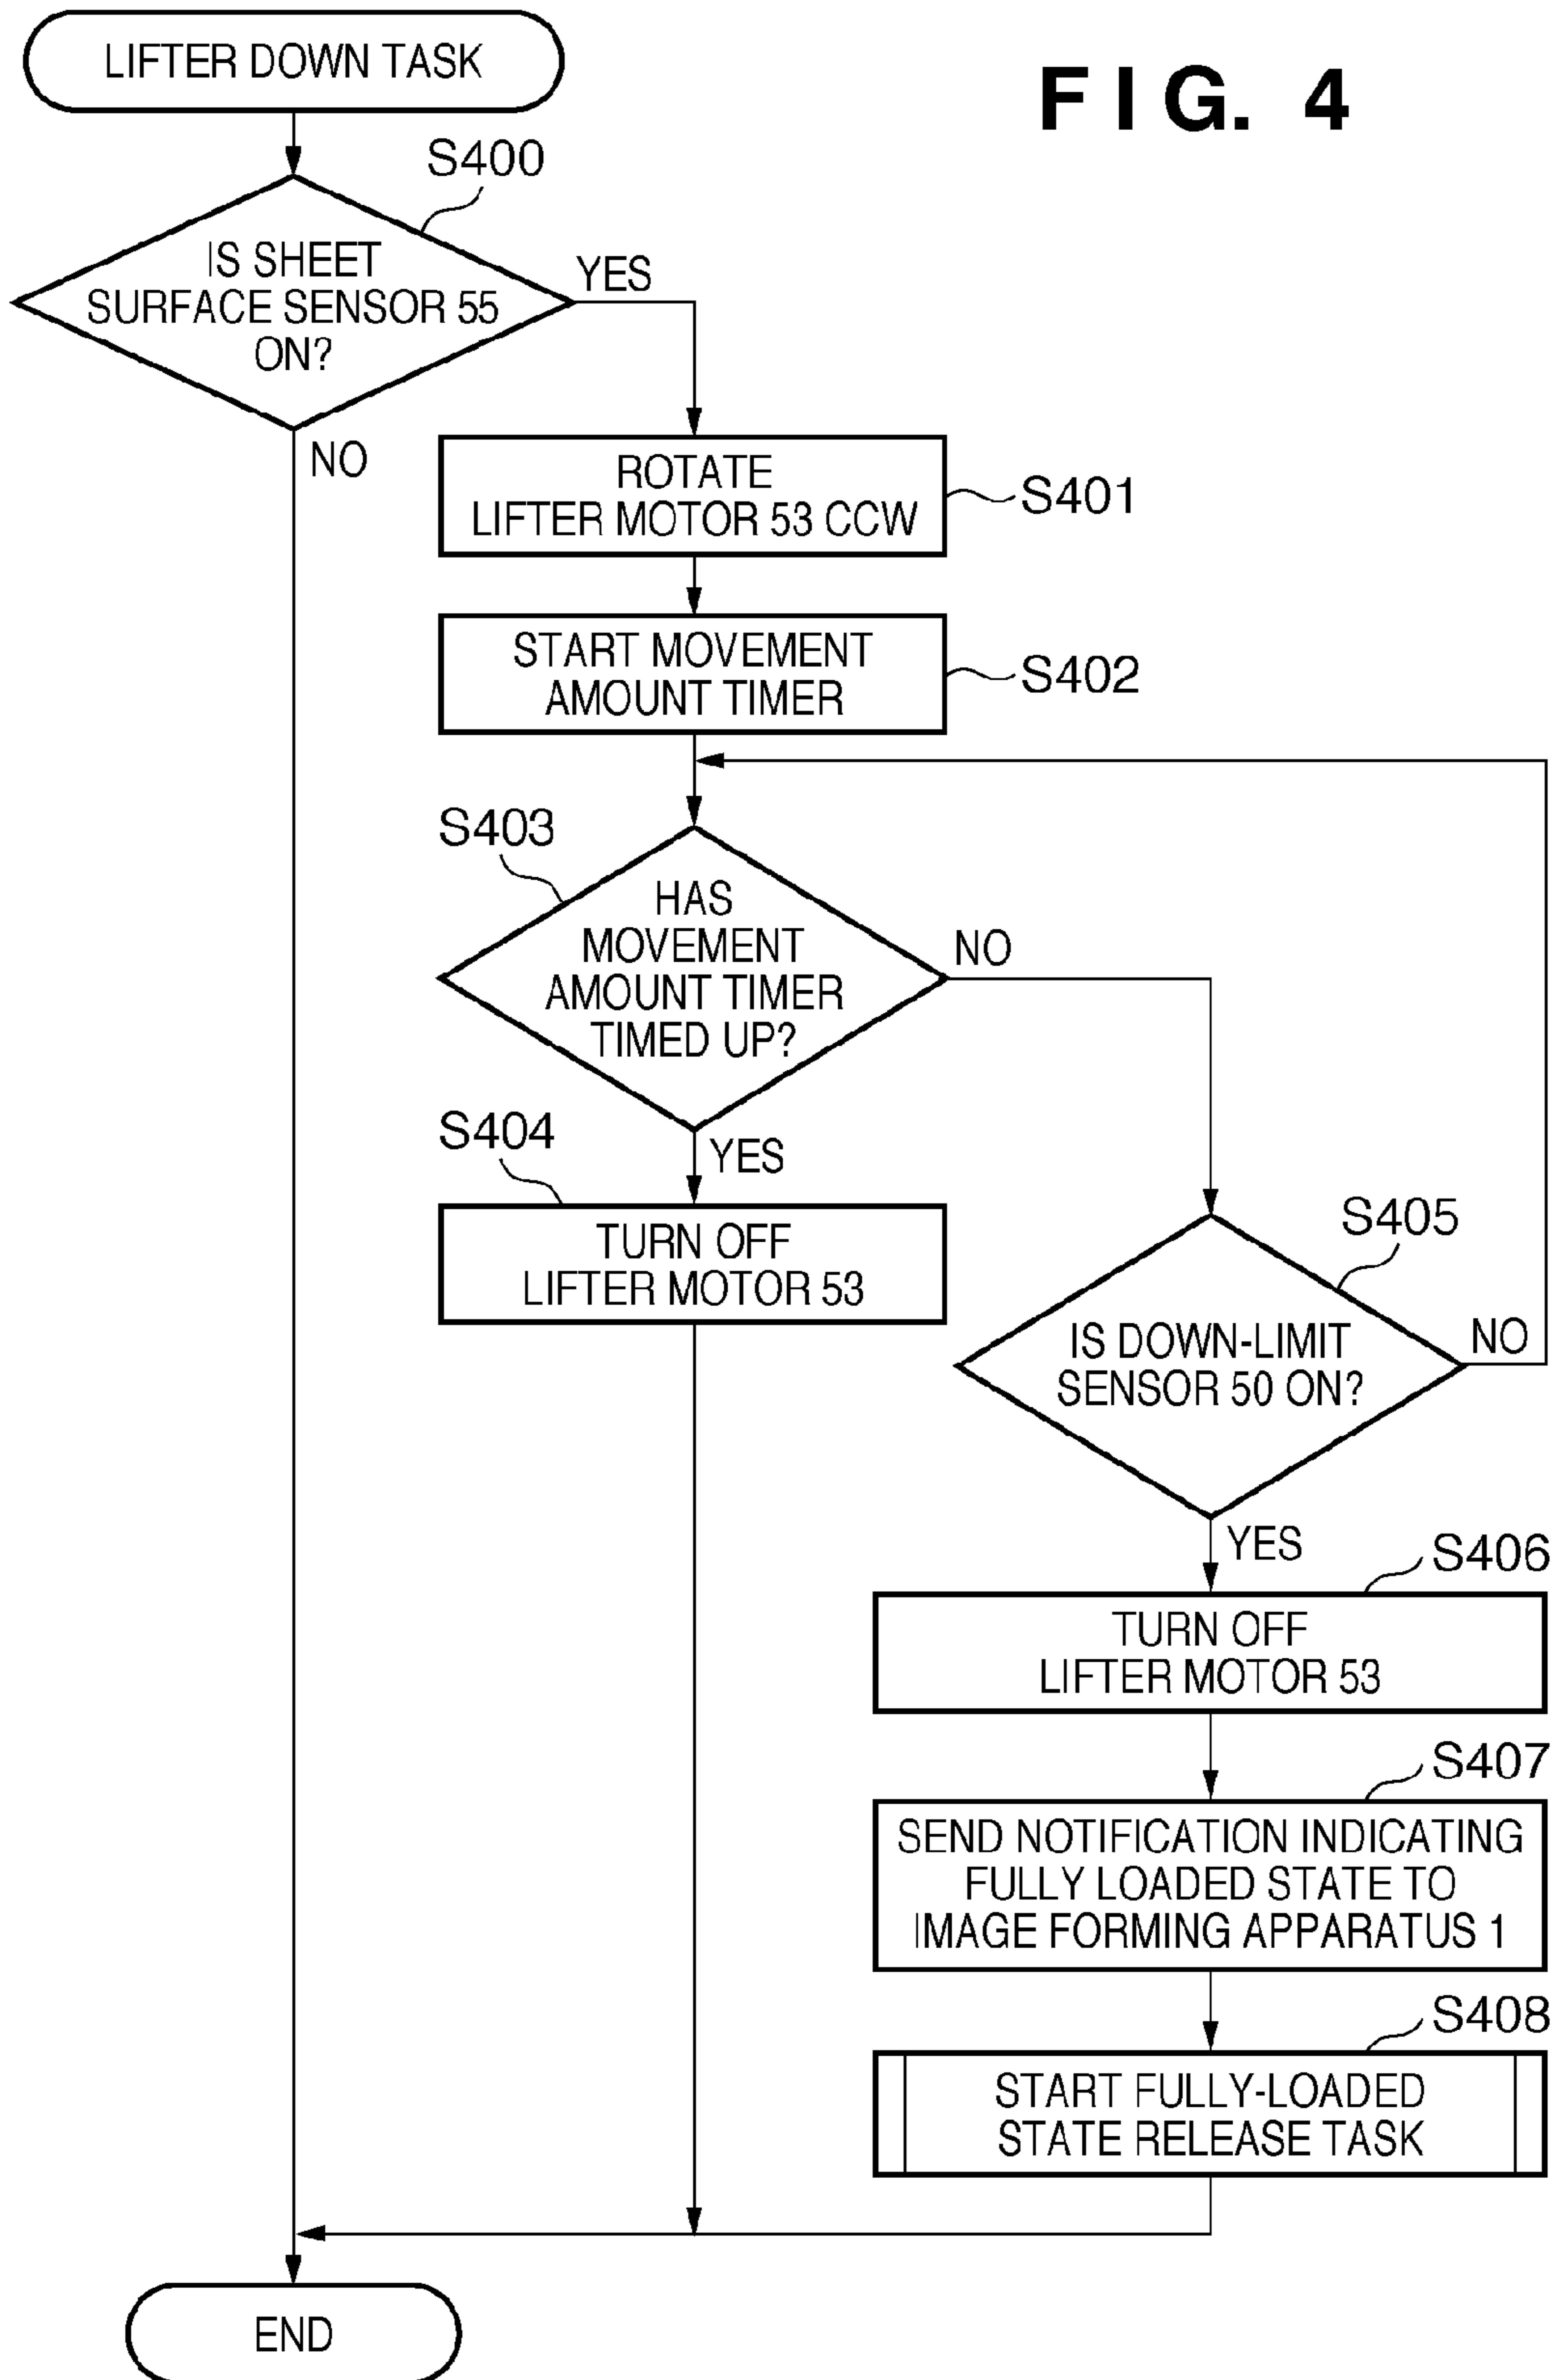 LIFTER DOWN TASK
FIG. 4
S400
IS SHEET
SURFACE SENSOR 55
ON?
YES
NO
ROTATE
LIFTER MOTOR 53 CCW
S401
START MOVEMENT
AMOUNT TIMER
S402
S403
HAS
MOVEMENT
AMOUNT TIMER
TIMED UP?
NO
YES
S404
TURN OFF
LIFTER MOTOR 53
S405
IS DOWN-LIMIT
SENSOR 50 ON?
NO
YES
S406
TURN OFF
LIFTER MOTOR 53
S407
SEND NOTIFICATION INDICATING
FULLY LOADED STATE TO
IMAGE FORMING APPARATUS 1
S408
START FULLY-LOADED
STATE RELEASE TASK
END